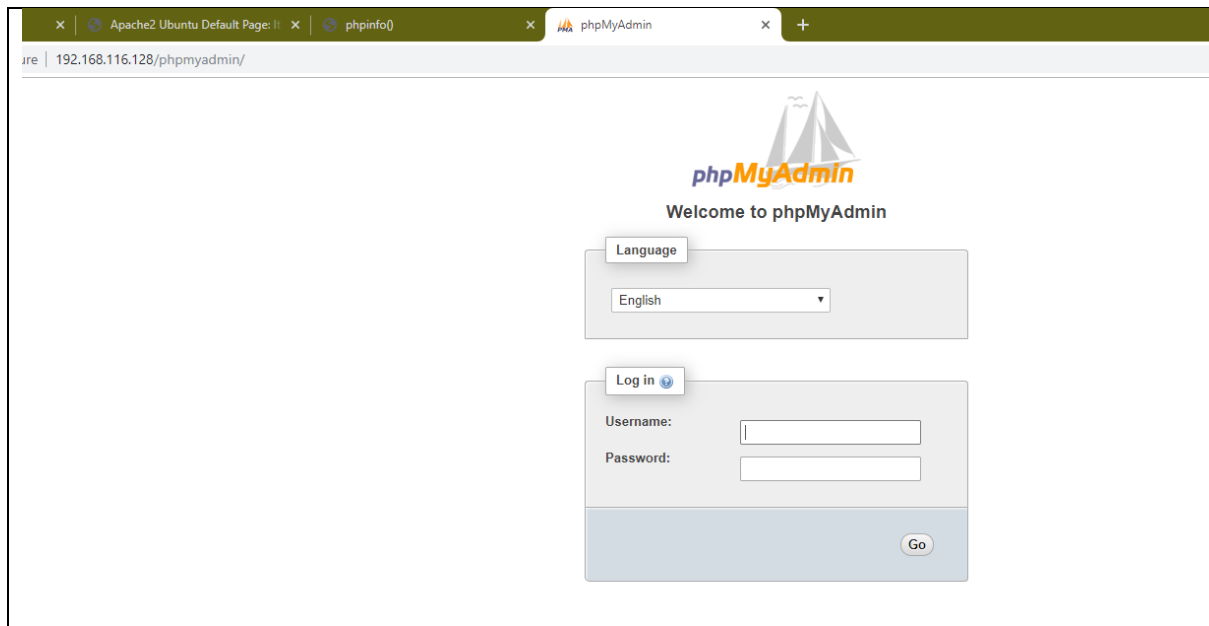 Apache2 Ubuntu Default Page: It
phpinfo()
phpMyAdmin
ure | 192.168.116.128/phpmyadmin/
phpMyAdmin
Welcome to phpMyAdmin
Language
English
Log in
Username:
Password:
Go